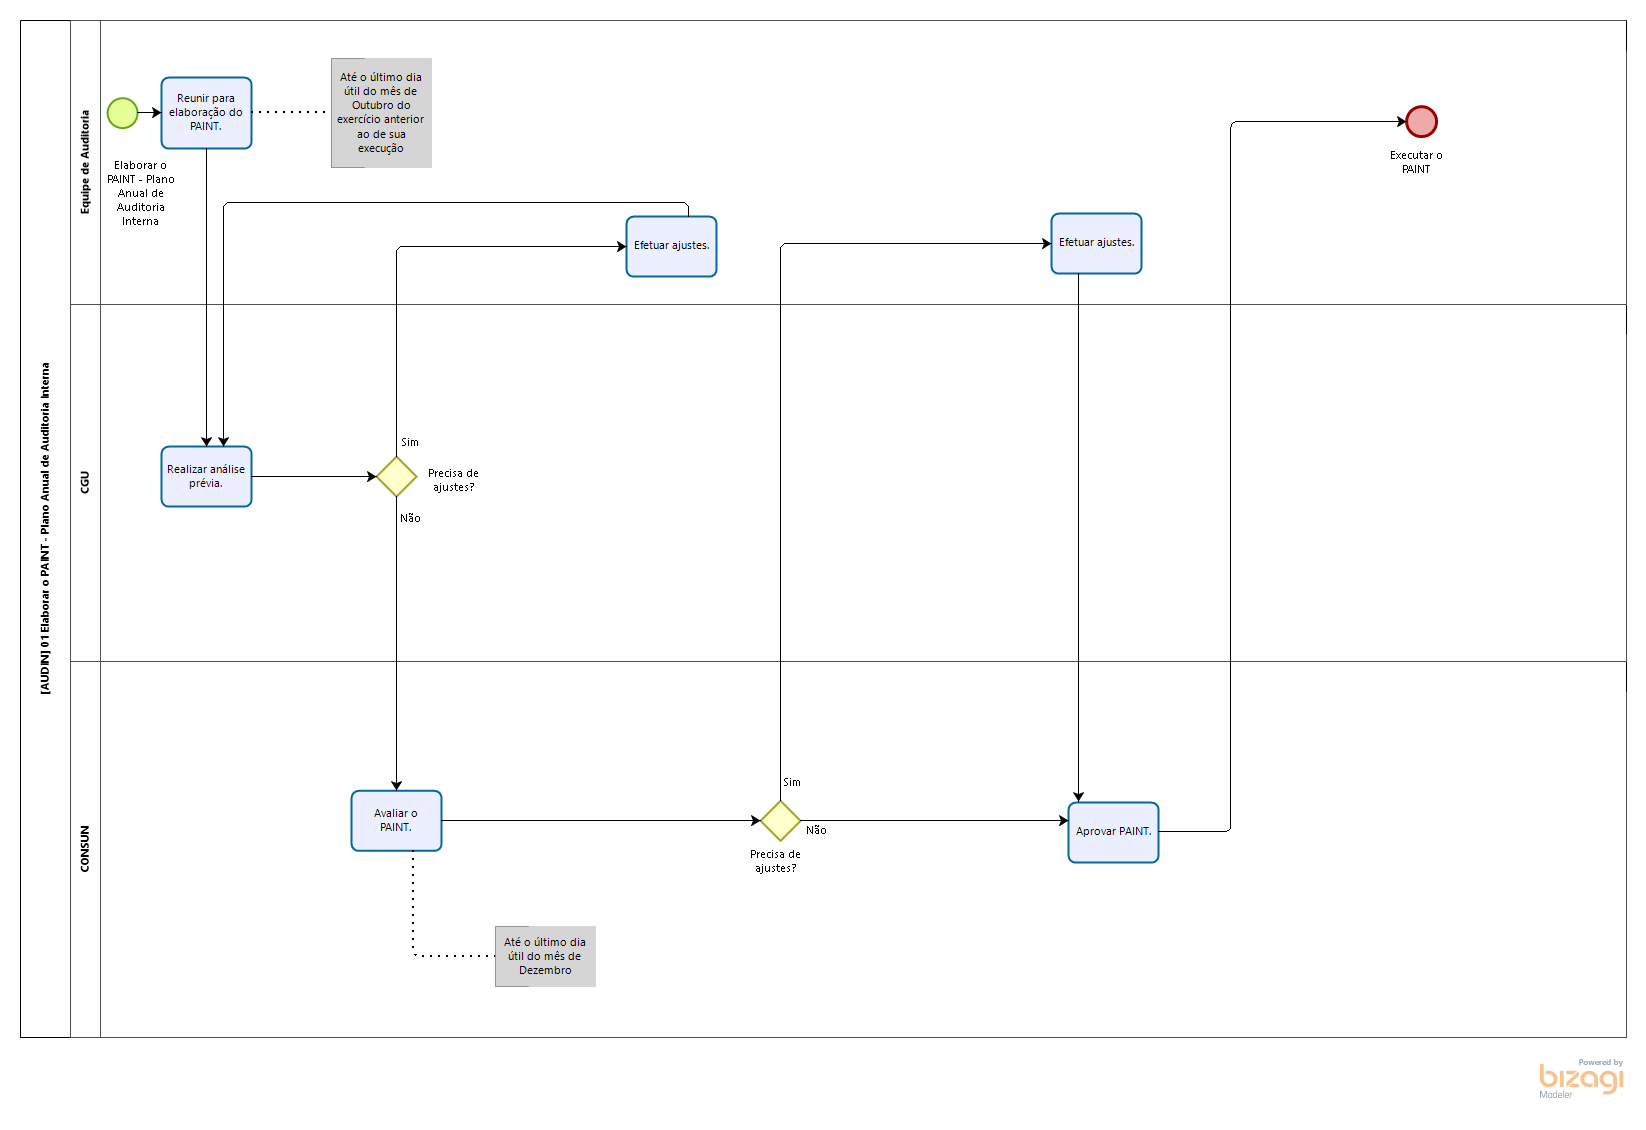 [AUDIN] 01 Elaborar o PAINT - Plano Anual de Auditoria Interna
Equipe de Auditoria
Elaborar o
PAINT - Plano
Anual de
Auditoria
Interna
Reunir para
elaboração do
PAINT.
Até o último dia
útil do mês de
Outubro do
exercício anterior
ao de sua
execução
Efetuar ajustes.
Efetuar ajustes.
Executar o
PAINT
CGU
Realizar análise
prévia.
Sim
Precisa de
ajustes?
Não
CONSUN
Avaliar o
PAINT.
Sim
Não
Precisa de
ajustes?
Aprovar PAINT.
Até o último dia
útil do mês de
Dezembro
Powered by
bizagi
Modeler